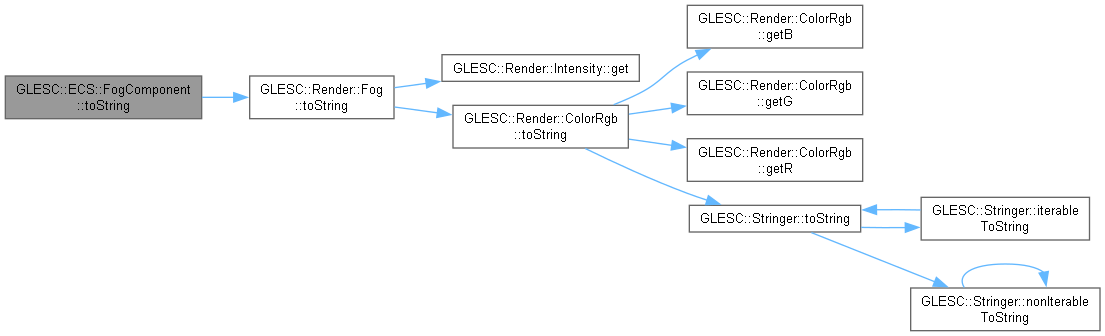 GLESC::ECS::FogComponent
::toString
GLESC::Render::Fog
::toString
GLESC::Render::Intensity::get
GLESC::Render::ColorRgb
::toString
GLESC::Render::ColorRgb
::getB
GLESC::Render::ColorRgb
::getG
GLESC::Render::ColorRgb
::getR
GLESC::Stringer::toString
GLESC::Stringer::iterable
ToString
GLESC::Stringer::nonIterable
ToString